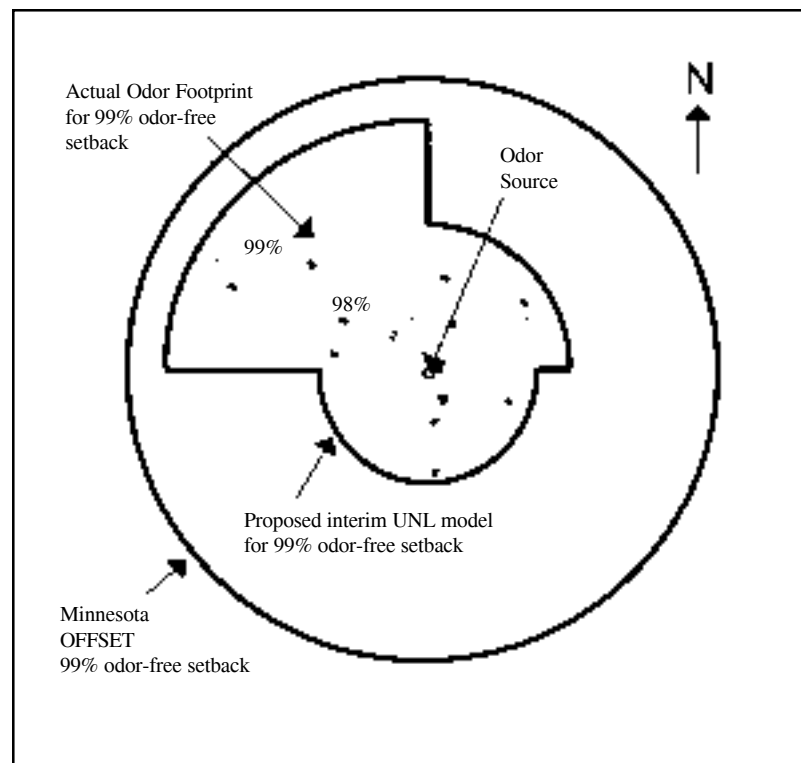 Actual Odor Footprint
for 99% odor-free
setback
N
Odor
Source
99%
98%
Proposed interim UNL model
for 99% odor-free setback
Minnesota
OFFSET
99% odor-free setback